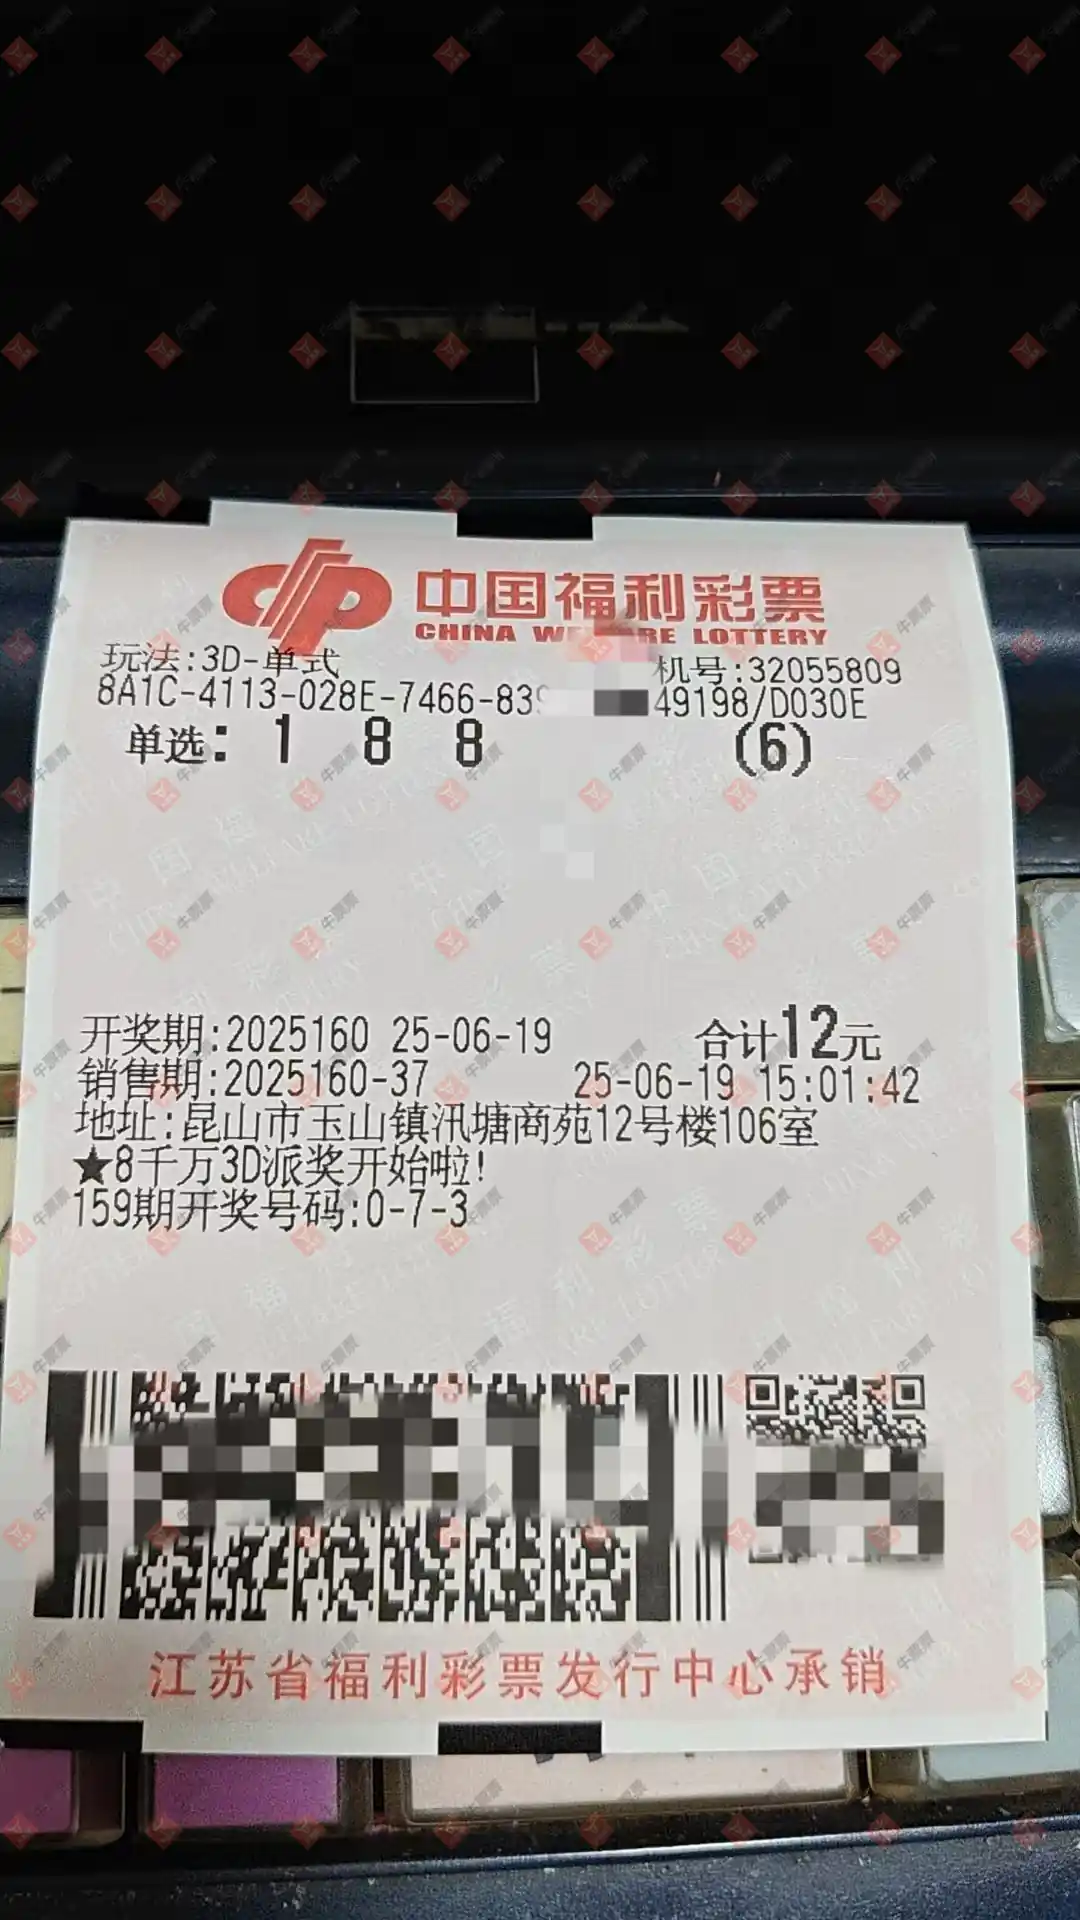 中国福利彩票
CHINA WELFARE LOTTERY
玩法:3D-单式 机号:32055809
8A1C-4113-028E-7466-839 49198/D030E
单选: 1 8 8 (6)
开奖期:2025160 25-06-19 合计12元
销售期:2025160-37 25-06-19 15:01:42
地址:昆山市玉山镇汛塘商苑12号楼106室
★8千万3D派奖开始啦!
159期开奖号码:0-7-3
江苏省福利彩票发行中心承销
牛票票